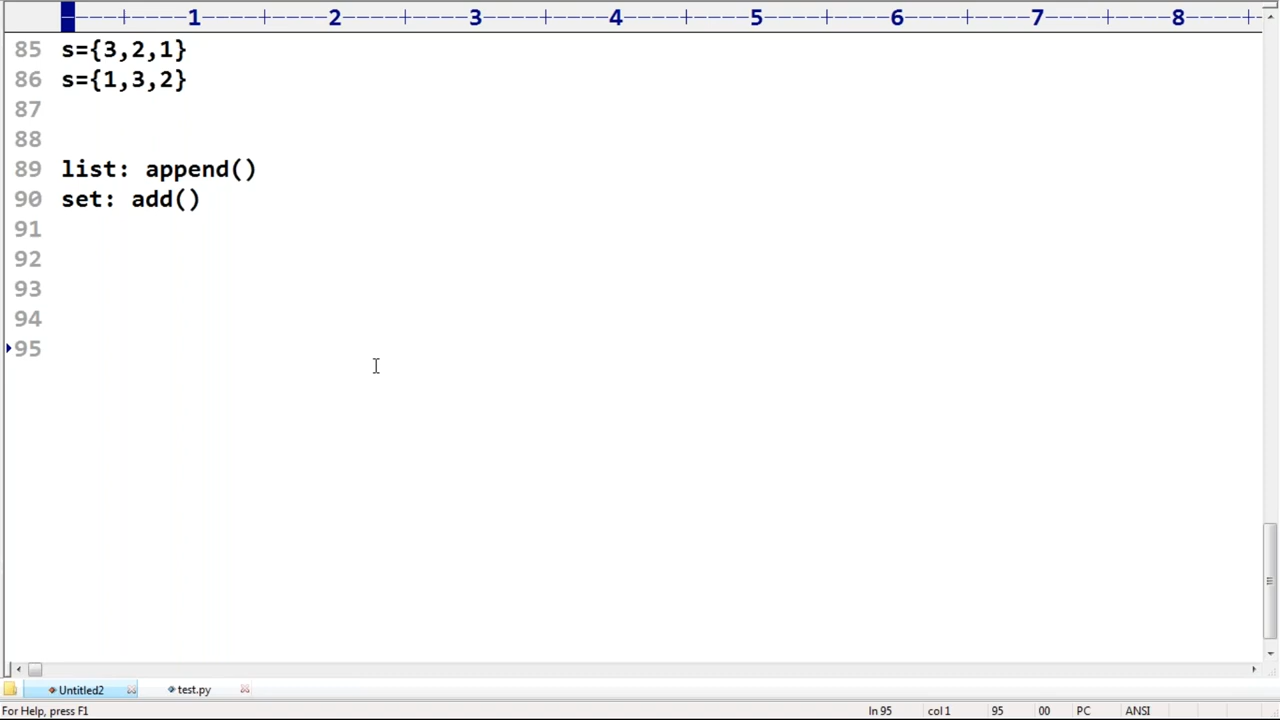 ----+----1----+----2----+----3----+----4----+----5----+----6----+----7----+----8----+
85 s={3,2,1}
86 s={1,3,2}
87
88
89 list: append()
90 set: add()
91
92
93
94
95
Untitled2 test.py
For Help, press F1 ln 95 col 1 95 00 PC ANSI